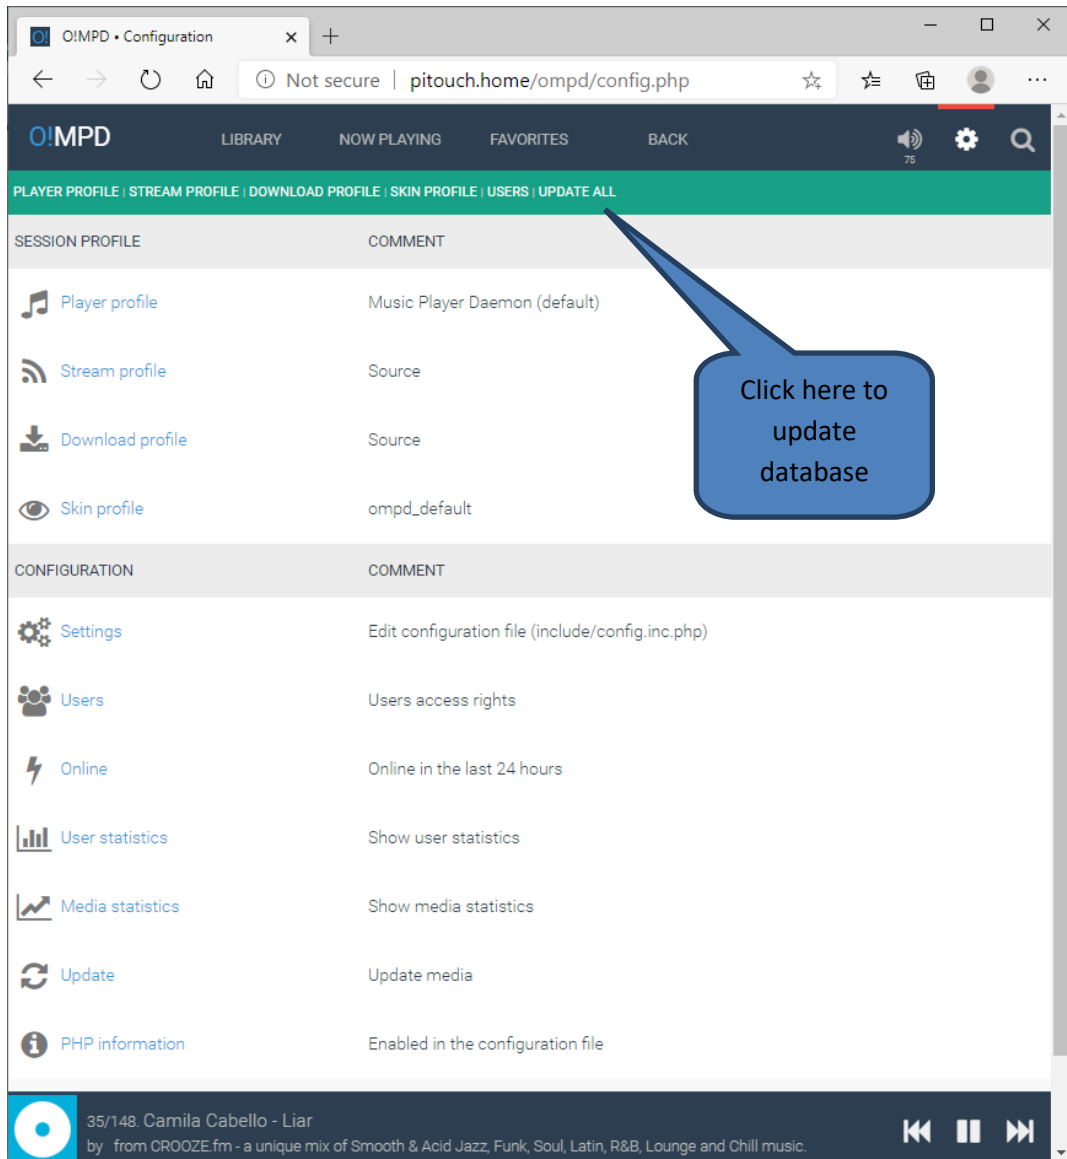 O! O!MPD • Configuration
Not secure | pitouch.home/ompd/config.php
O!MPD LIBRARY NOW PLAYING FAVORITES BACK
75
PLAYER PROFILE | STREAM PROFILE | DOWNLOAD PROFILE | SKIN PROFILE | USERS | UPDATE ALL
SESSION PROFILE COMMENT
Player profile Music Player Daemon (default)
Stream profile Source
Click here to
update
database
Download profile Source
Skin profile ompd_default
CONFIGURATION COMMENT
Settings Edit configuration file (include/config.inc.php)
Users Users access rights
Online Online in the last 24 hours
User statistics Show user statistics
Media statistics Show media statistics
Update Update media
PHP information Enabled in the configuration file
35/148. Camila Cabello - Liar
by from CROOZE.fm - a unique mix of Smooth & Acid Jazz, Funk, Soul, Latin, R&B, Lounge and Chill music.